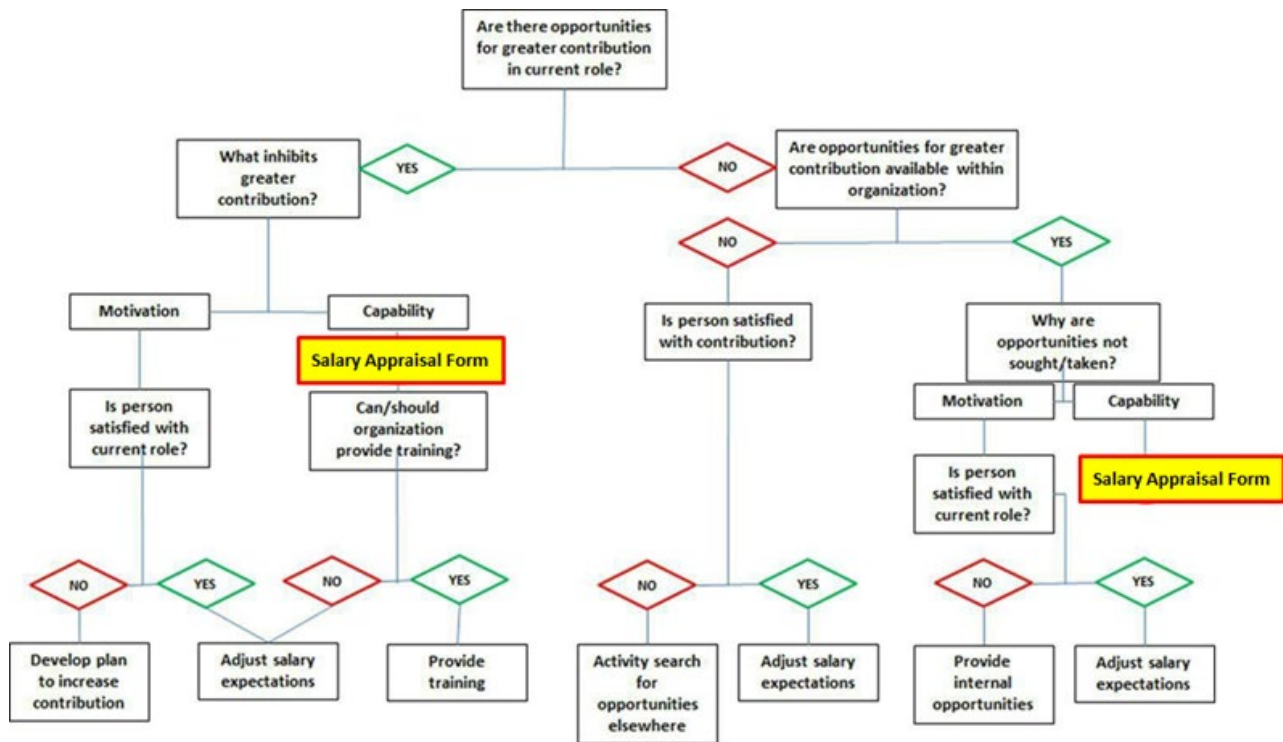 Are there opportunities
for greater contribution
in current role?
What inhibits
greater
contribution?
YES
NO
Are opportunities for greater
contribution available within
organization?
NO
YES
Motivation
Capability
Is person satisfied
with contribution?
Why are
opportunities not
sought/taken?
Salary Appraisal Form
Motivation
Capability
Is person
satisfied with
current role?
Can/should
organization
provide training?
Is person
satisfied with
current role?
Salary Appraisal Form
NO
YES
NO
YES
NO
YES
NO
YES
Develop plan
to increase
contribution
Adjust salary
expectations
Provide
training
Activity search
for
opportunities
elsewhere
Adjust salary
expectations
Provide
internal
opportunities
Adjust salary
expectations